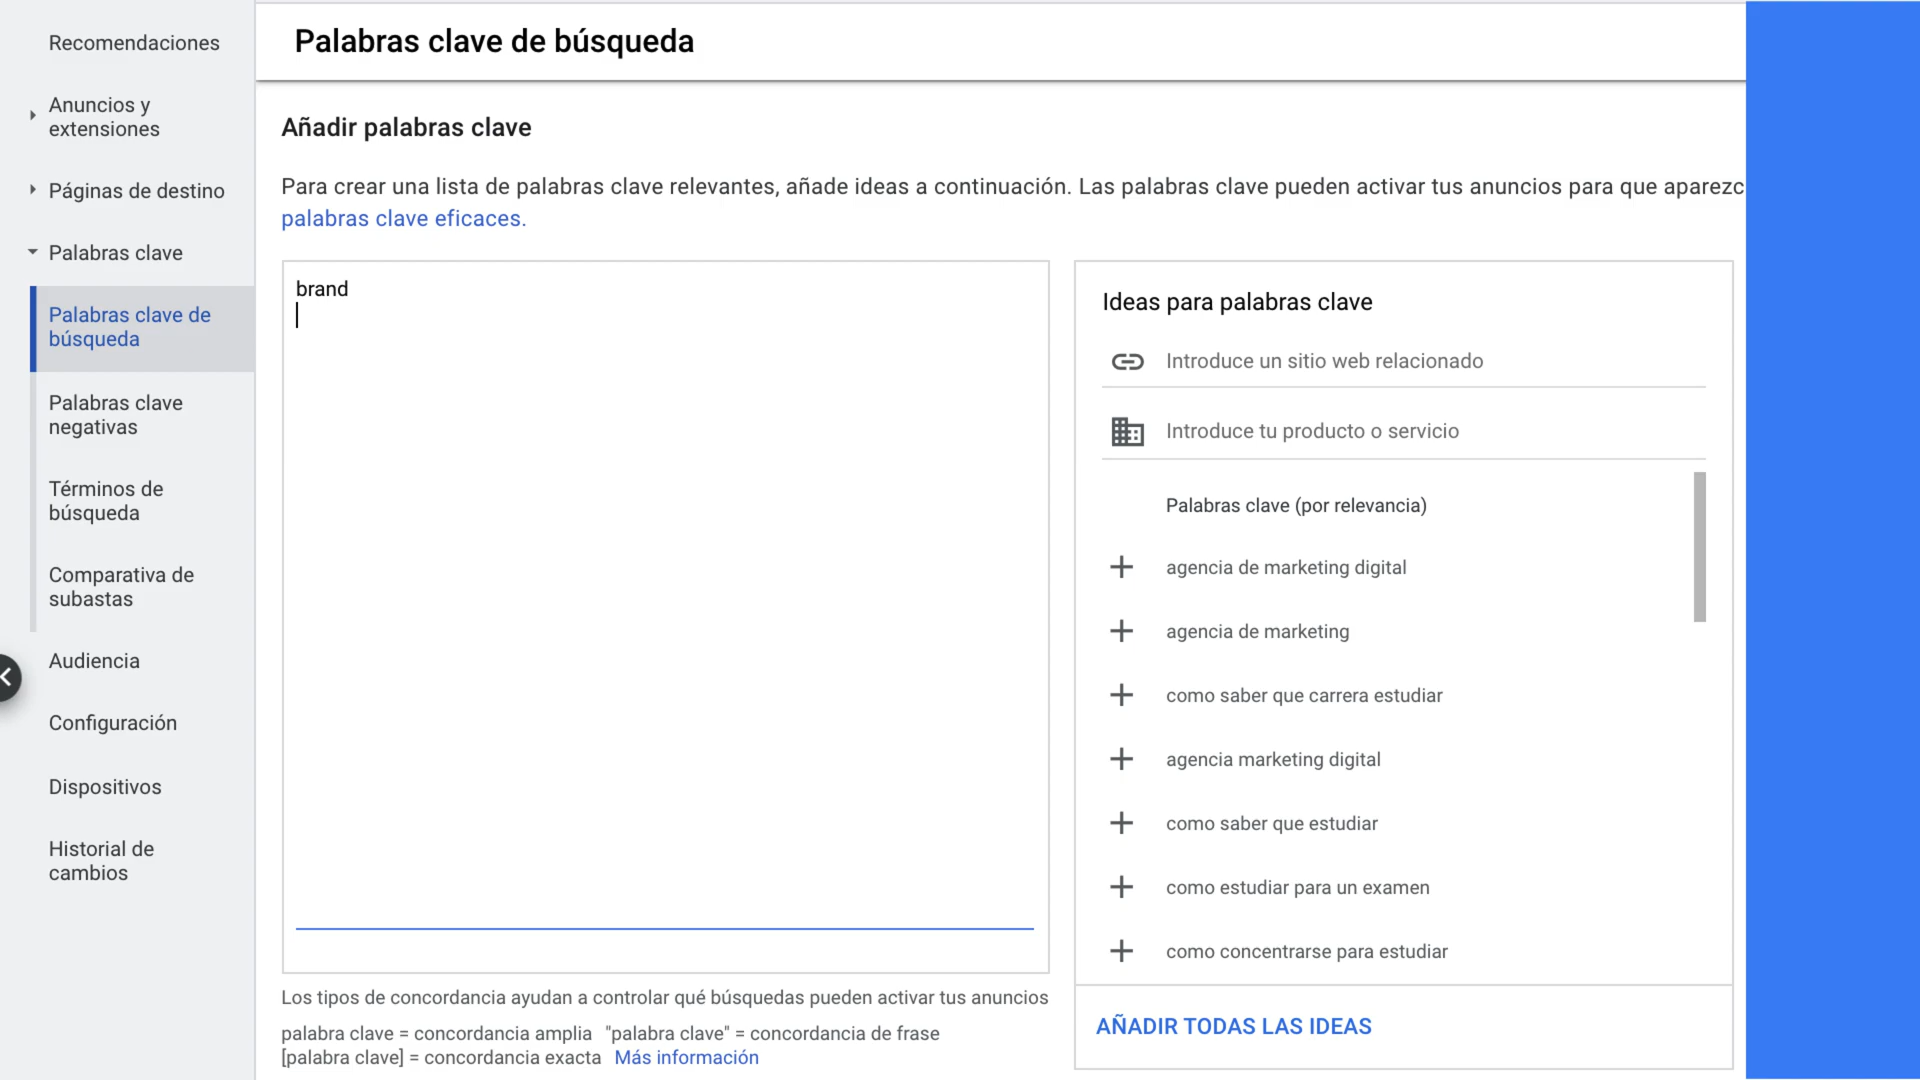 Recomendaciones
Anuncios y
extensiones
Páginas de destino
Palabras clave
Palabras clave de
búsqueda
Palabras clave
negativas
Términos de
búsqueda
Comparativa de
subastas
Audiencia
Configuración
Dispositivos
Historial de
cambios
Palabras clave de búsqueda
Añadir palabras clave
Para crear una lista de palabras clave relevantes, añade ideas a continuación. Las palabras clave pueden activar tus anuncios para que aparezc
palabras clave eficaces.
brand
Los tipos de concordancia ayudan a controlar qué búsquedas pueden activar tus anuncios
palabra clave = concordancia amplia "palabra clave" = concordancia de frase
[palabra clave] = concordancia exacta Más información
Ideas para palabras clave
Introduce un sitio web relacionado
Introduce tu producto o servicio
Palabras clave (por relevancia)
agencia de marketing digital
agencia de marketing
como saber que carrera estudiar
agencia marketing digital
como saber que estudiar
como estudiar para un examen
como concentrarse para estudiar
AÑADIR TODAS LAS IDEAS